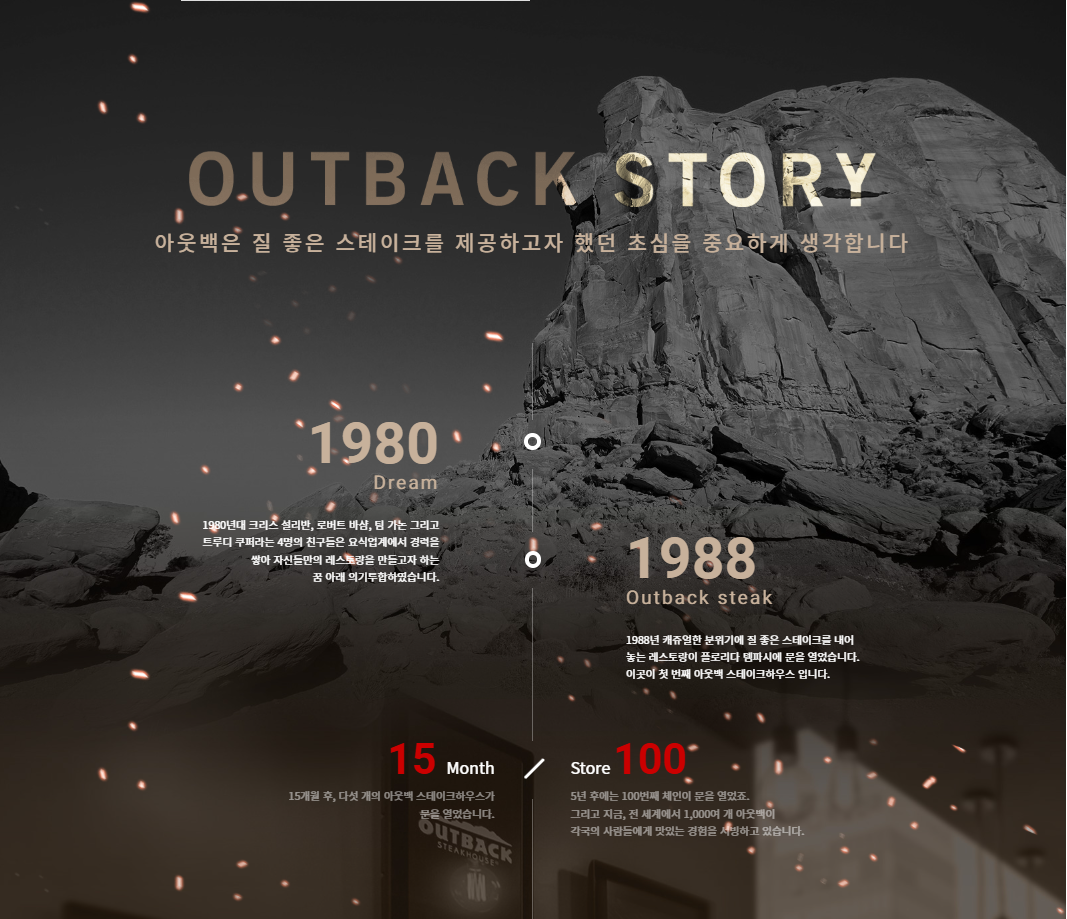 OUTBACK STORY
아웃백은 질 좋은 스테이크를 제공하고자 했던 초심을 중요하게 생각합니다
1980
Dream
1980년대 크리스 설리반, 로버트 바샴, 팀 가논 그리고
트루디 쿠퍼라는 4명의 친구들은 요식업계에서 경력을
쌓아 자신들만의 레스토랑을 만들고자 하는
꿈 아래 의기투합하였습니다.
1988
Outback steak
1988년 캐쥬얼한 분위기에 질 좋은 스테이크를 내어
놓는 레스토랑이 플로리다 템파시에 문을 열었습니다.
이곳이 첫 번째 아웃백 스테이크하우스 입니다.
15 Month
15개월 후, 다섯 개의 아웃백 스테이크하우스가
문을 열었습니다.
Store 100
5년 후에는 100번째 체인이 문을 열었죠.
그리고 지금, 전 세계에서 1,000여 개 아웃백이
각국의 사람들에게 맛있는 경험을 서빙하고 있습니다.
OUTBACK
STEAKHOUSE